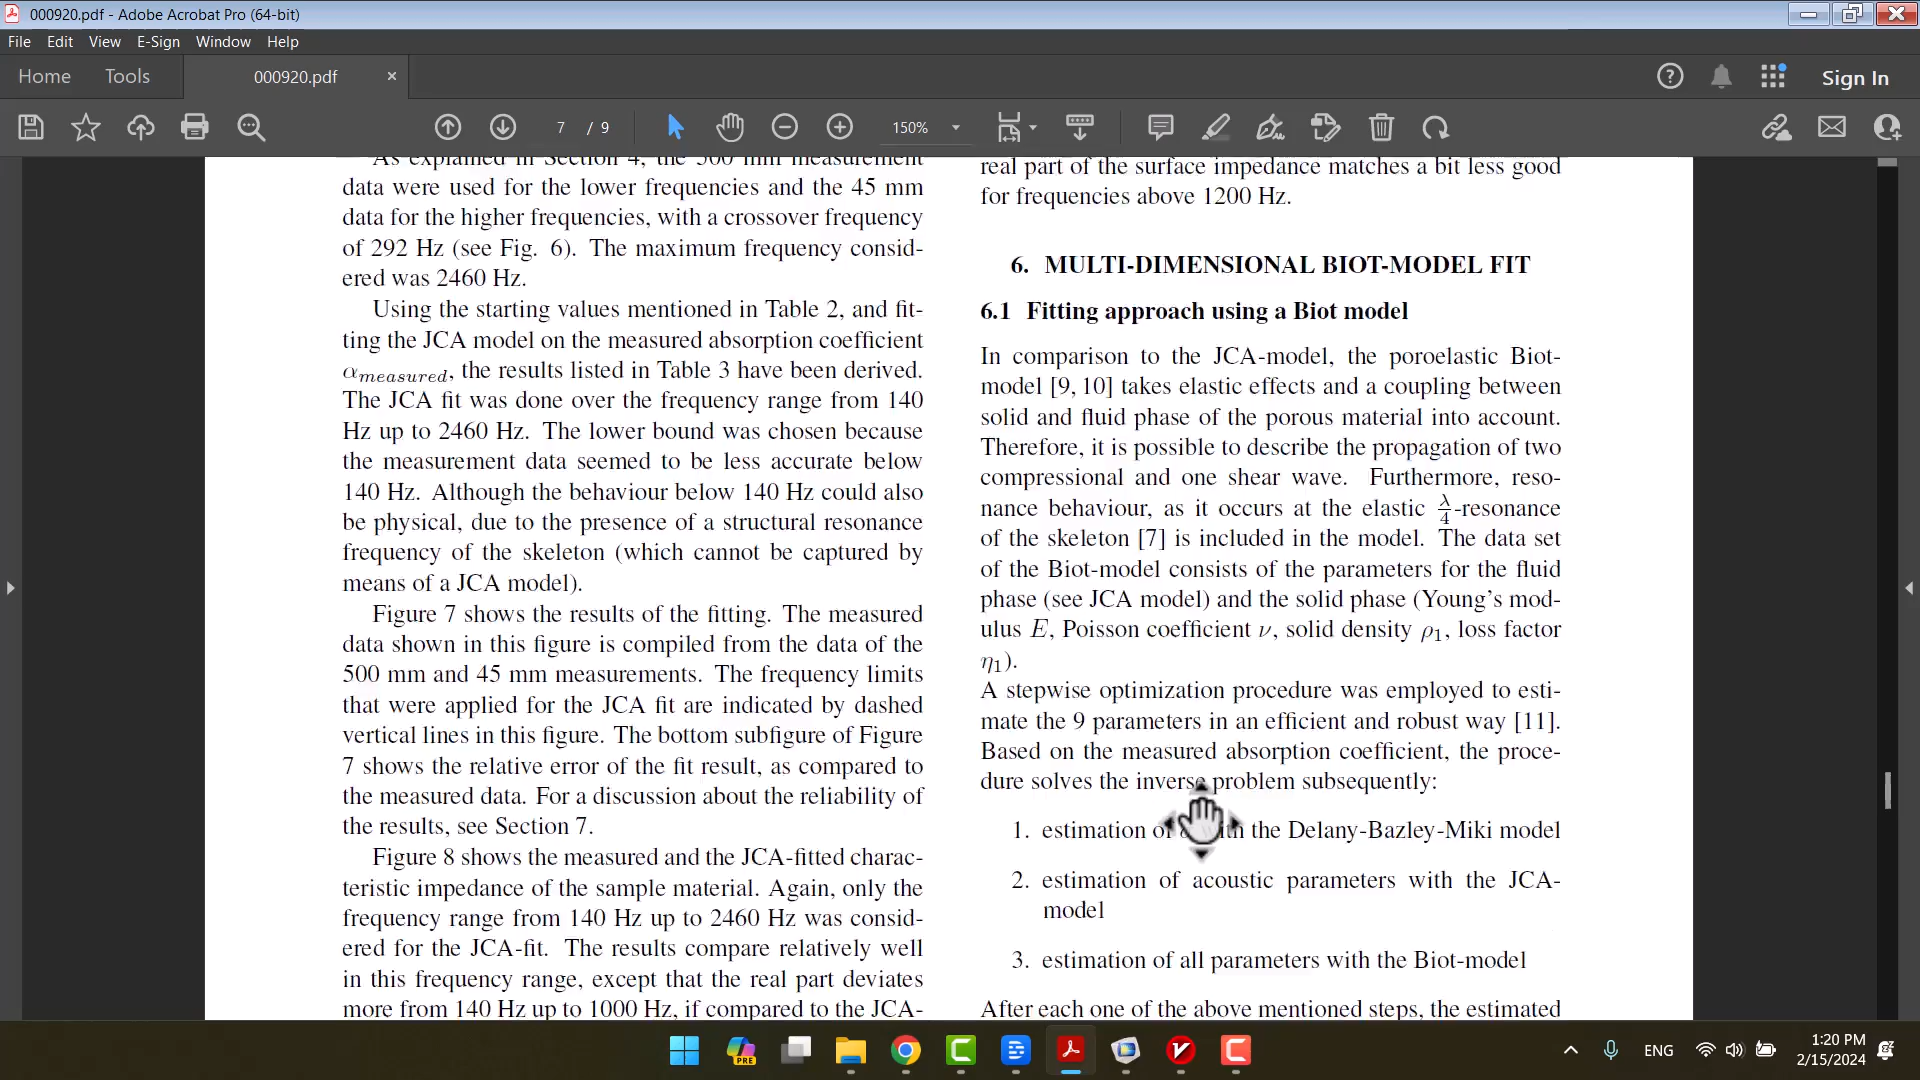 000920.pdf - Adobe Acrobat Pro (64-bit)
File Edit View E-Sign Window Help
Home Tools 000920.pdf × Sign In
7 / 9 150%
As explained in Section 4, the 500 mm measurement
data were used for the lower frequencies and the 45 mm
data for the higher frequencies, with a crossover frequency
of 292 Hz (see Fig. 6). The maximum frequency consid-
ered was 2460 Hz.
Using the starting values mentioned in Table 2, and fit-
ting the JCA model on the measured absorption coefficient
αmeasured, the results listed in Table 3 have been derived.
The JCA fit was done over the frequency range from 140
Hz up to 2460 Hz. The lower bound was chosen because
the measurement data seemed to be less accurate below
140 Hz. Although the behaviour below 140 Hz could also
be physical, due to the presence of a structural resonance
frequency of the skeleton (which cannot be captured by
means of a JCA model).
Figure 7 shows the results of the fitting. The measured
data shown in this figure is compiled from the data of the
500 mm and 45 mm measurements. The frequency limits
that were applied for the JCA fit are indicated by dashed
vertical lines in this figure. The bottom subfigure of Figure
7 shows the relative error of the fit result, as compared to
the measured data. For a discussion about the reliability of
the results, see Section 7.
Figure 8 shows the measured and the JCA-fitted charac-
teristic impedance of the sample material. Again, only the
frequency range from 140 Hz up to 2460 Hz was consid-
ered for the JCA-fit. The results compare relatively well
in this frequency range, except that the real part deviates
more from 140 Hz up to 1000 Hz, if compared to the JCA-
real part of the surface impedance matches a bit less good
for frequencies above 1200 Hz.
6. MULTI-DIMENSIONAL BIOT-MODEL FIT
6.1 Fitting approach using a Biot model
In comparison to the JCA-model, the poroelastic Biot-
model [9, 10] takes elastic effects and a coupling between
solid and fluid phase of the porous material into account.
Therefore, it is possible to describe the propagation of two
compressional and one shear wave. Furthermore, reso-
nance behaviour, as it occurs at the elastic λ/4-resonance
of the skeleton [7] is included in the model. The data set
of the Biot-model consists of the parameters for the fluid
phase (see JCA model) and the solid phase (Young's mod-
ulus E, Poisson coefficient ν, solid density ρ1, loss factor
η1).
A stepwise optimization procedure was employed to esti-
mate the 9 parameters in an efficient and robust way [11].
Based on the measured absorption coefficient, the proce-
dure solves the inverse problem subsequently:
1. estimation of with the Delany-Bazley-Miki model
2. estimation of acoustic parameters with the JCA-
model
3. estimation of all parameters with the Biot-model
After each one of the above mentioned steps, the estimated
PRE
ENG
1:20 PM
2/15/2024